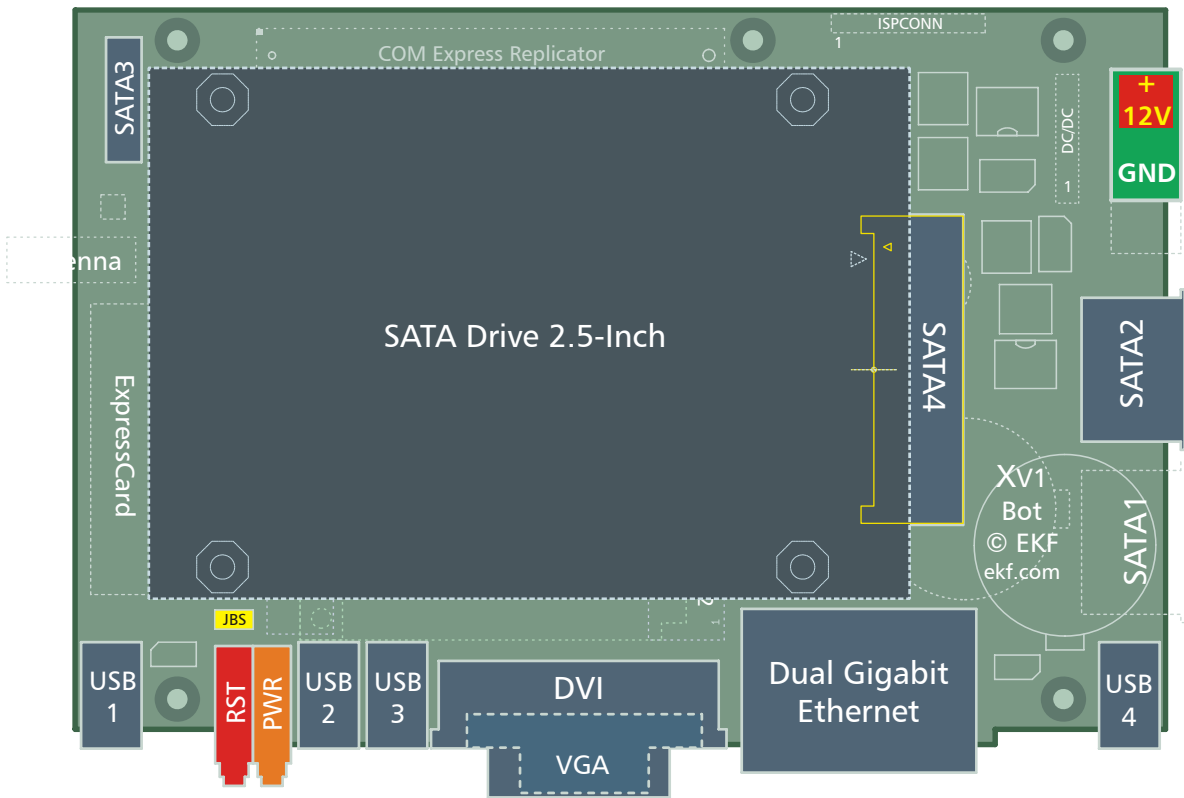 ISPCONN
1
COM Express Replicator
SATA3
+
12V
GND
DC/DC
1
enna
SATA Drive 2.5-Inch
SATA4
SATA2
ExpressCard
XV1
Bot
© EKF
ekf.com
SATA1
2
1
JBS
USB
1
RST
PWR
USB
2
USB
3
DVI
VGA
Dual Gigabit
Ethernet
USB
4